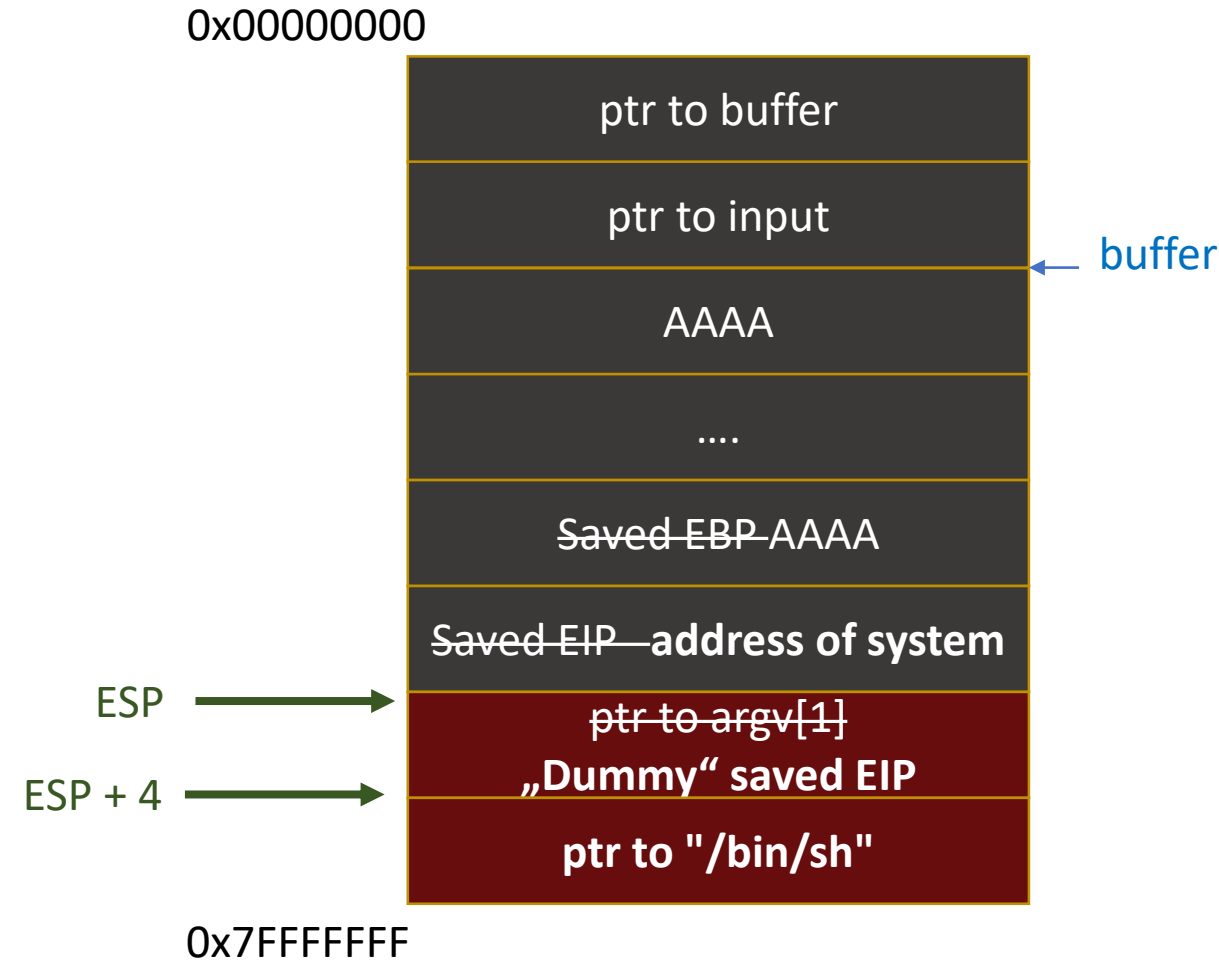 0x00000000
ptr to buffer
ptr to input
buffer
AAAA
....
Saved EBP AAAA
Saved EIP address of system
ESP
ptr to argv[1]
„Dummy“ saved EIP
ESP + 4
ptr to "/bin/sh"
0x7FFFFFFF